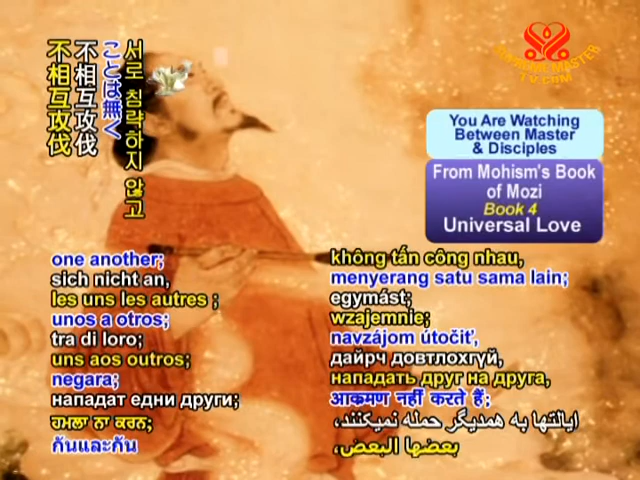 SUPREME MASTER
TV.COM
서로 침략하지 않고
ことは無く
不相互攻伐
不相互攻伐
You Are Watching
Between Master
& Disciples
From Mohism's Book
of Mozi
Book 4
Universal Love
one another;
sich nicht an,
les uns les autres ;
unos a otros;
tra di loro;
uns aos outros;
negara;
нападат едни други;
ਹਮਲਾ ਨਾ ਕਰਨ;
กันและกัน
không tấn công nhau,
menyerang satu sama lain;
egymást;
wzajemnie;
navzájom útočiť,
дайрч довтлохгүй,
нападать друг на друга,
आक्रमण नहीं करते हैं;
ایالتها به همدیگر حمله نمیکنند،
بعضها البعض،